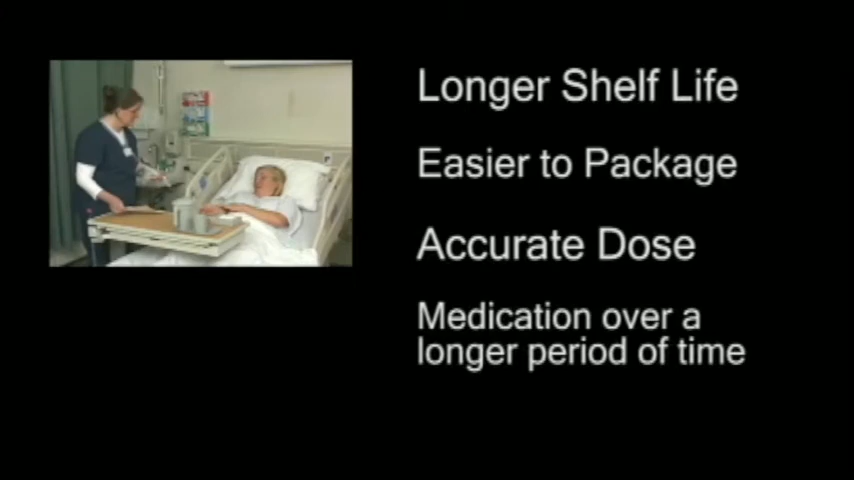 Longer Shelf Life
Easier to Package
Accurate Dose
Medication over a
longer period of time